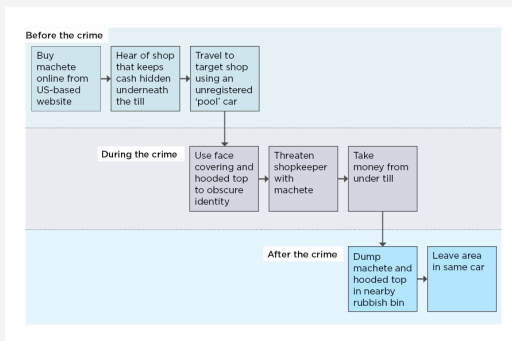 Before the crime
Buy
machete
online from
US-based
website
Hear of shop
that keeps
cash hidden
underneath
the till
Travel to
target shop
using an
unregistered
‘pool’ car
During the crime
Use face
covering and
hooded top
to obscure
identity
Threaten
shopkeeper
with
machete
Take
money from
under till
After the crime
Dump
machete and
hooded top
in nearby
rubbish bin
Leave area
in same car